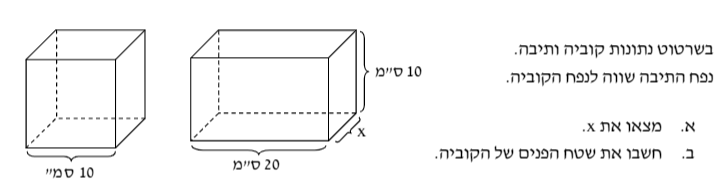 בשרטוט נתונות קוביה ותיבה.
נפח התיבה שווה לנפח הקוביה.
א. מצאו את x.
ב. חשבו את שטח הפנים של הקוביה.
10 ס״מ
x
20 ס״מ
10 סמ״